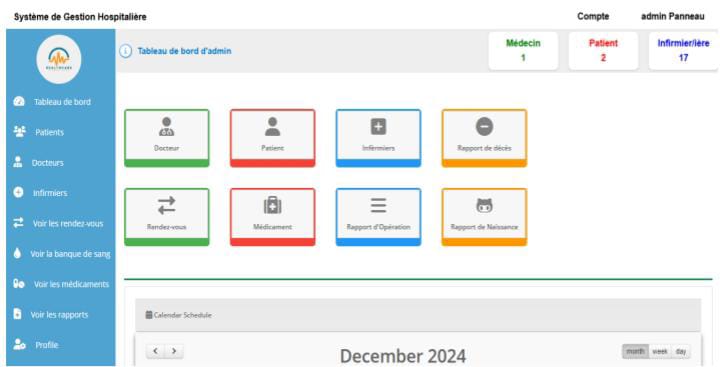 Système de Gestion Hospitalière
Compte
admin Panneau
HEALTHCARE
Tableau de bord d'admin
Médecin
1
Patient
2
Infirmier/ière
17
Tableau de bord
Patients
Docteurs
Infirmiers
Voir les rendez-vous
Voir la banque de sang
Voir les médicaments
Voir les rapports
Profile
Docteur
Patient
Infirmiers
Rapport de décès
Rendez-vous
Médicament
Rapport d'Opération
Rapport de Naissance
Calendar Schedule
December 2024
month
week
day